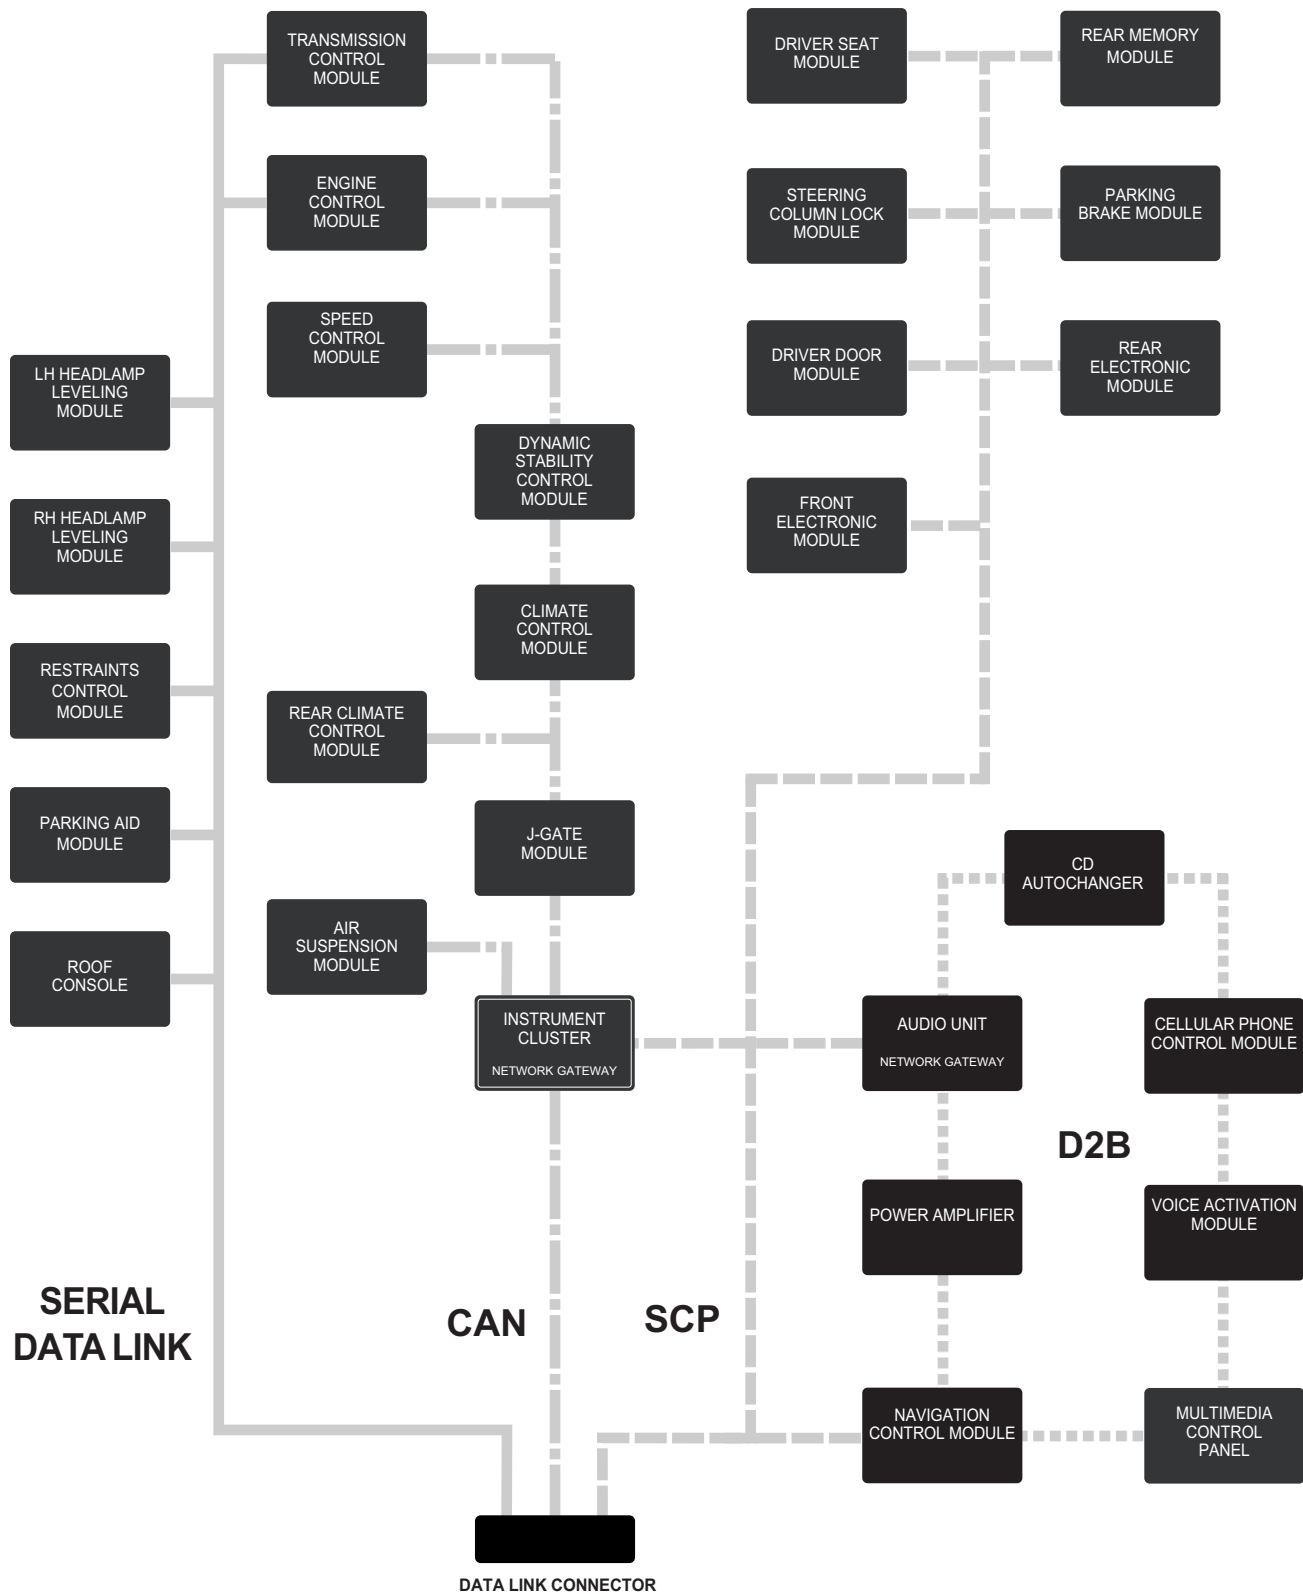 TRANSMISSION
CONTROL
MODULE
DRIVER SEAT
MODULE
REAR MEMORY
MODULE
ENGINE
CONTROL
MODULE
STEERING
COLUMN LOCK
MODULE
PARKING
BRAKE MODULE
SPEED
CONTROL
MODULE
DRIVER DOOR
MODULE
REAR
ELECTRONIC
MODULE
LH HEADLAMP
LEVELING
MODULE
DYNAMIC
STABILITY
CONTROL
MODULE
FRONT
ELECTRONIC
MODULE
RH HEADLAMP
LEVELING
MODULE
CLIMATE
CONTROL
MODULE
RESTRAINTS
CONTROL
MODULE
REAR CLIMATE
CONTROL
MODULE
PARKING AID
MODULE
J-GATE
MODULE
CD
AUTOCHANGER
AIR
SUSPENSION
MODULE
ROOF
CONSOLE
INSTRUMENT
CLUSTER
NETWORK GATEWAY
AUDIO UNIT
NETWORK GATEWAY
CELLULAR PHONE
CONTROL MODULE
D2B
POWER AMPLIFIER
VOICE ACTIVATION
MODULE
SERIAL
DATA LINK
CAN
SCP
NAVIGATION
CONTROL MODULE
MULTIMEDIA
CONTROL
PANEL
DATA LINK CONNECTOR